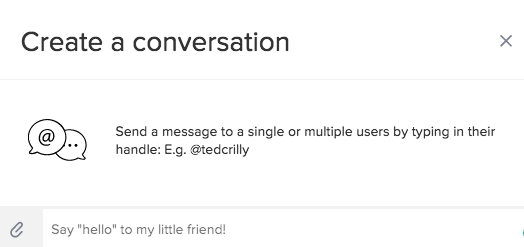 Create a conversation
@
Send a message to a single or multiple users by typing in their
handle: E.g. @tedcrilly
Say "hello" to my little friend!